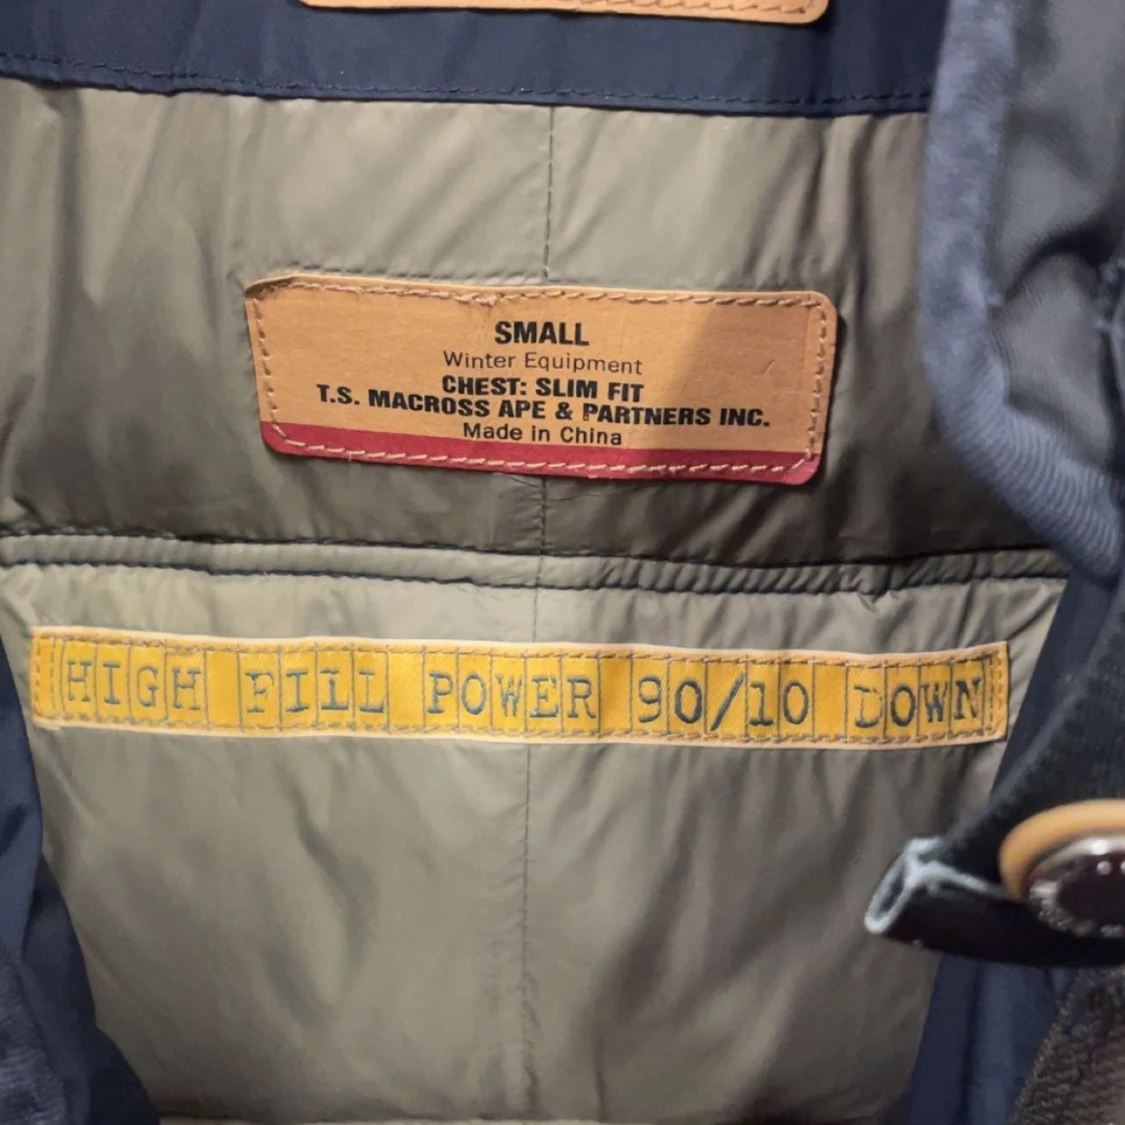 SMALL
Winter Equipment
CHEST: SLIM FIT
T.S. MACROSS APE & PARTNERS INC.
Made in China
HIGH FILL POWER 90/10 DOWN